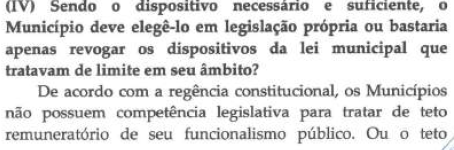 (IV) Sendo o dispositivo necessário e suficiente, o
Município deve elegê-lo em legislação própria ou bastaria
apenas revogar os dispositivos da lei municipal que
tratavam de limite em seu âmbito?
De acordo com a regência constitucional, os Municípios
não possuem competência legislativa para tratar de teto
remuneratório de seu funcionalismo público. Ou o teto